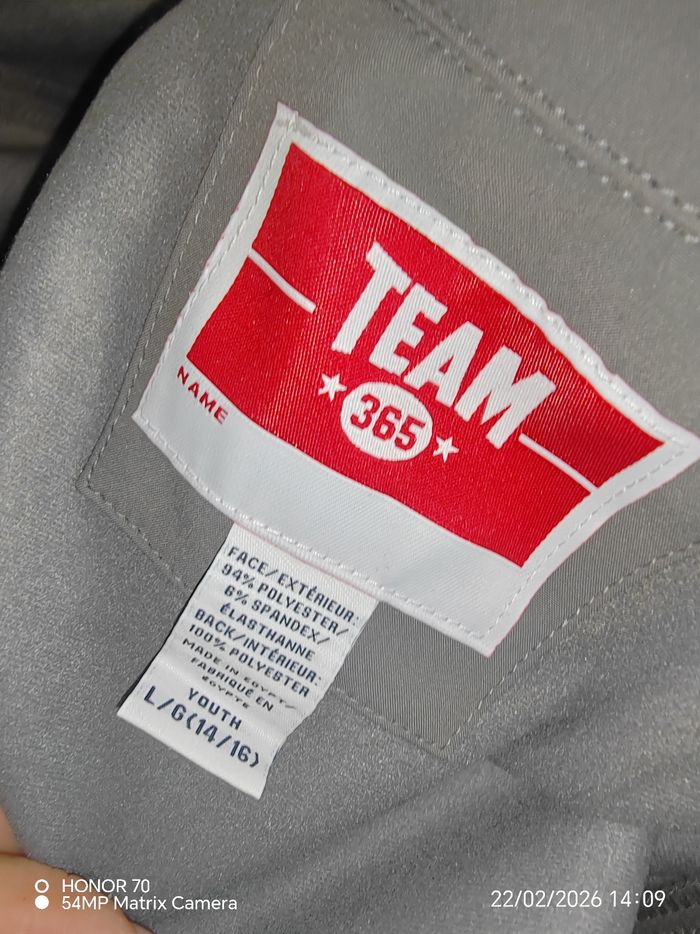 TEAM
365
NAME
FACE/EXTÉRIEUR:
94% POLYESTER/
6% SPANDEX/
ÉLASTHANNE
BACK/INTÉRIEUR:
100% POLYESTER
MADE IN EGYPT/
FABRIQUÉ EN
EGYPTE
YOUTH
L/G(14/16)
HONOR 70
54MP Matrix Camera
22/02/2026 14:09